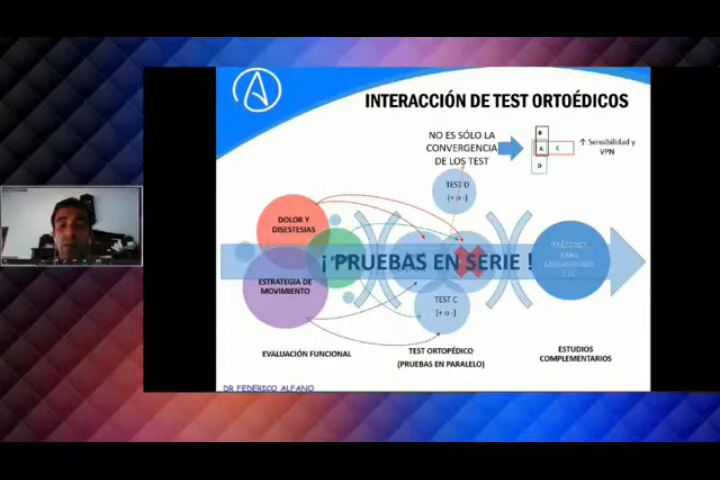 INTERACCIÓN DE TEST ORTOÉDICOS
NO ES SÓLO LA
CONVERGENCIA
DE LOS TEST
B
A C
D
↑ Sensibilidad y
VPN
TEST D
(+ o -)
DOLOR Y
DISESTESIAS
¡ PRUEBAS EN SERIE !
IMÁGENES
ESTRATEGIA DE
MOVIMIENTO
TEST C
(+ o -)
EVALUACIÓN FUNCIONAL
TEST ORTOPÉDICO
(PRUEBAS EN PARALELO)
ESTUDIOS
COMPLEMENTARIOS
DR FEDERICO ALFANO